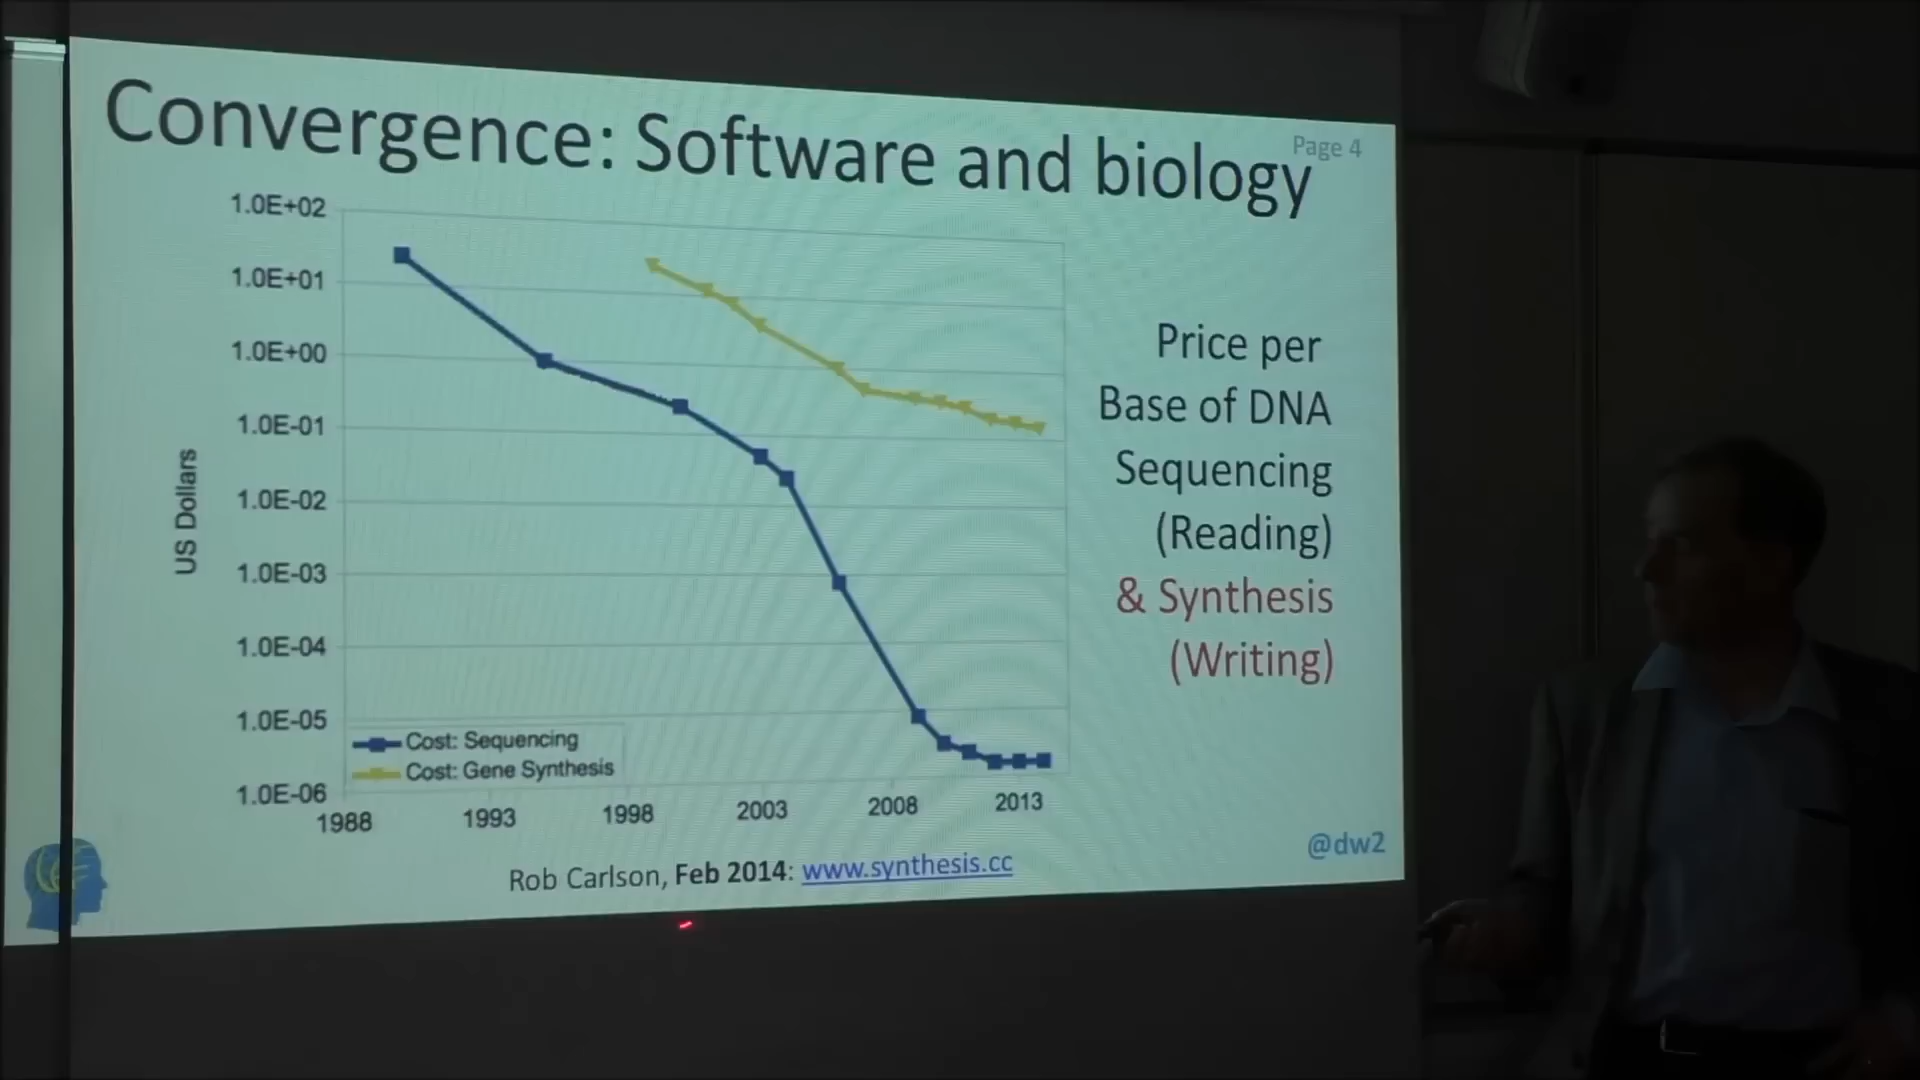 Convergence: Software and biology
Page 4
1.0E+02
1.0E+01
1.0E+00
1.0E-01
1.0E-02
1.0E-03
1.0E-04
1.0E-05
1.0E-06
US Dollars
Cost: Sequencing
Cost: Gene Synthesis
1988 1993 1998 2003 2008 2013
Price per
Base of DNA
Sequencing
(Reading)
& Synthesis
(Writing)
@dw2
Rob Carlson, Feb 2014: www.synthesis.cc